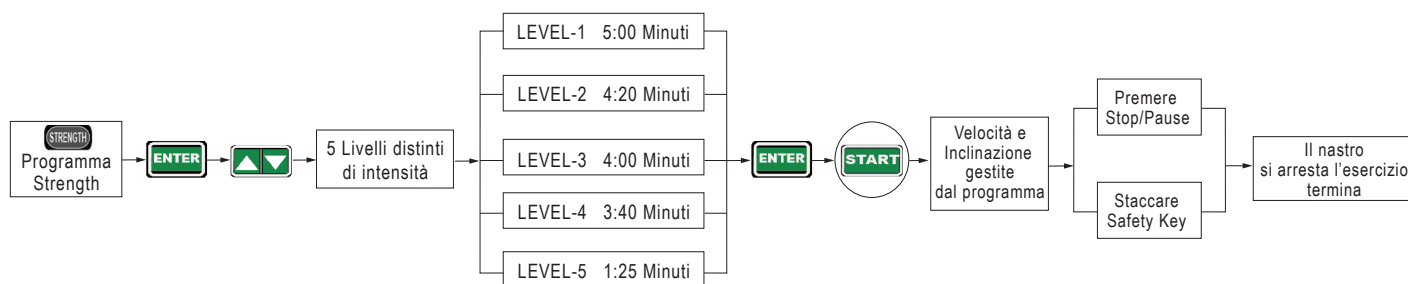 STRENGTH
Programma
Strength
ENTER
5 Livelli distinti
di intensità
LEVEL-1 5:00 Minuti
LEVEL-2 4:20 Minuti
LEVEL-3 4:00 Minuti
LEVEL-4 3:40 Minuti
LEVEL-5 1:25 Minuti
ENTER
START
Velocità e
Inclinazione
gestite
dal programma
Premere
Stop/Pause
Staccare
Safety Key
Il nastro
si arresta l'esercizio
termina